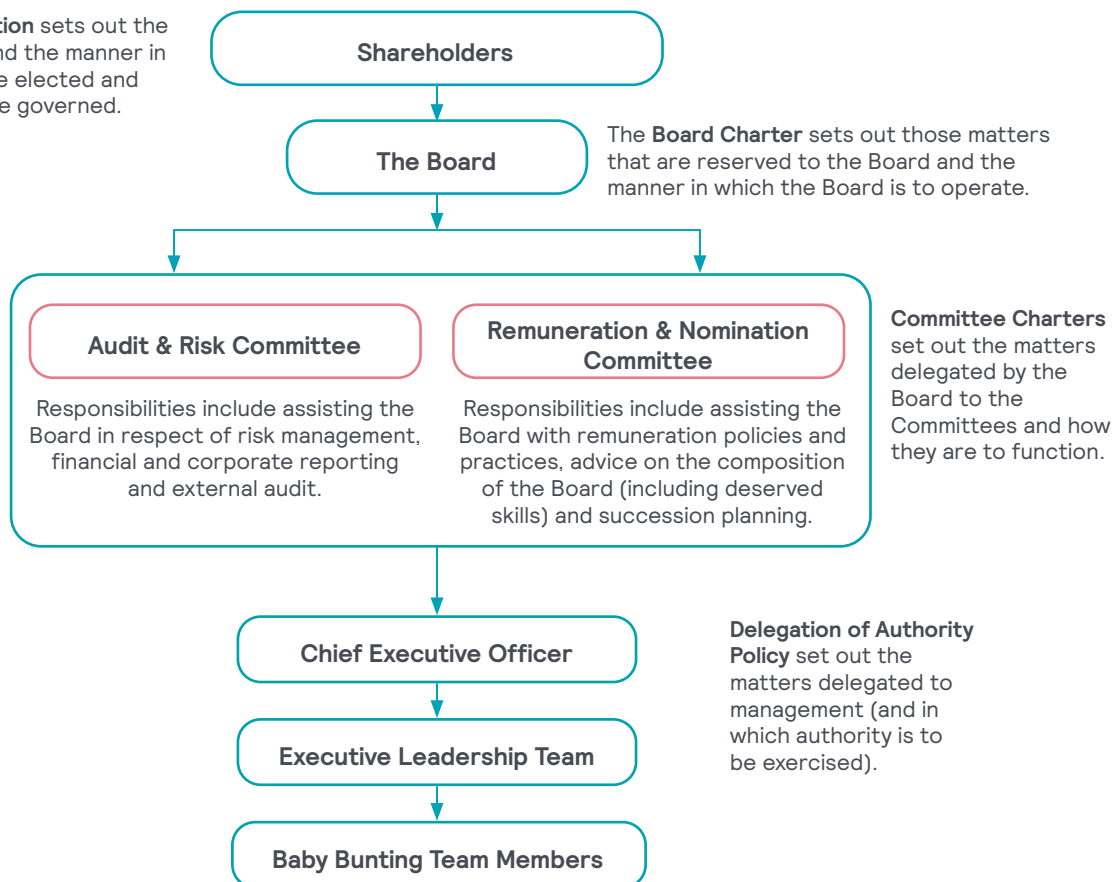 tion sets out the
nd the manner in
e elected and
e governed.
Shareholders
The Board
The Board Charter sets out those matters
that are reserved to the Board and the
manner in which the Board is to operate.
Audit & Risk Committee
Responsibilities include assisting the
Board in respect of risk management,
financial and corporate reporting
and external audit.
Remuneration & Nomination
Committee
Responsibilities include assisting the
Board with remuneration policies and
practices, advice on the composition
of the Board (including deserved
skills) and succession planning.
Committee Charters
set out the matters
delegated by the
Board to the
Committees and how
they are to function.
Chief Executive Officer
Delegation of Authority
Policy set out the
matters delegated to
management (and in
which authority is to
be exercised).
Executive Leadership Team
Baby Bunting Team Members